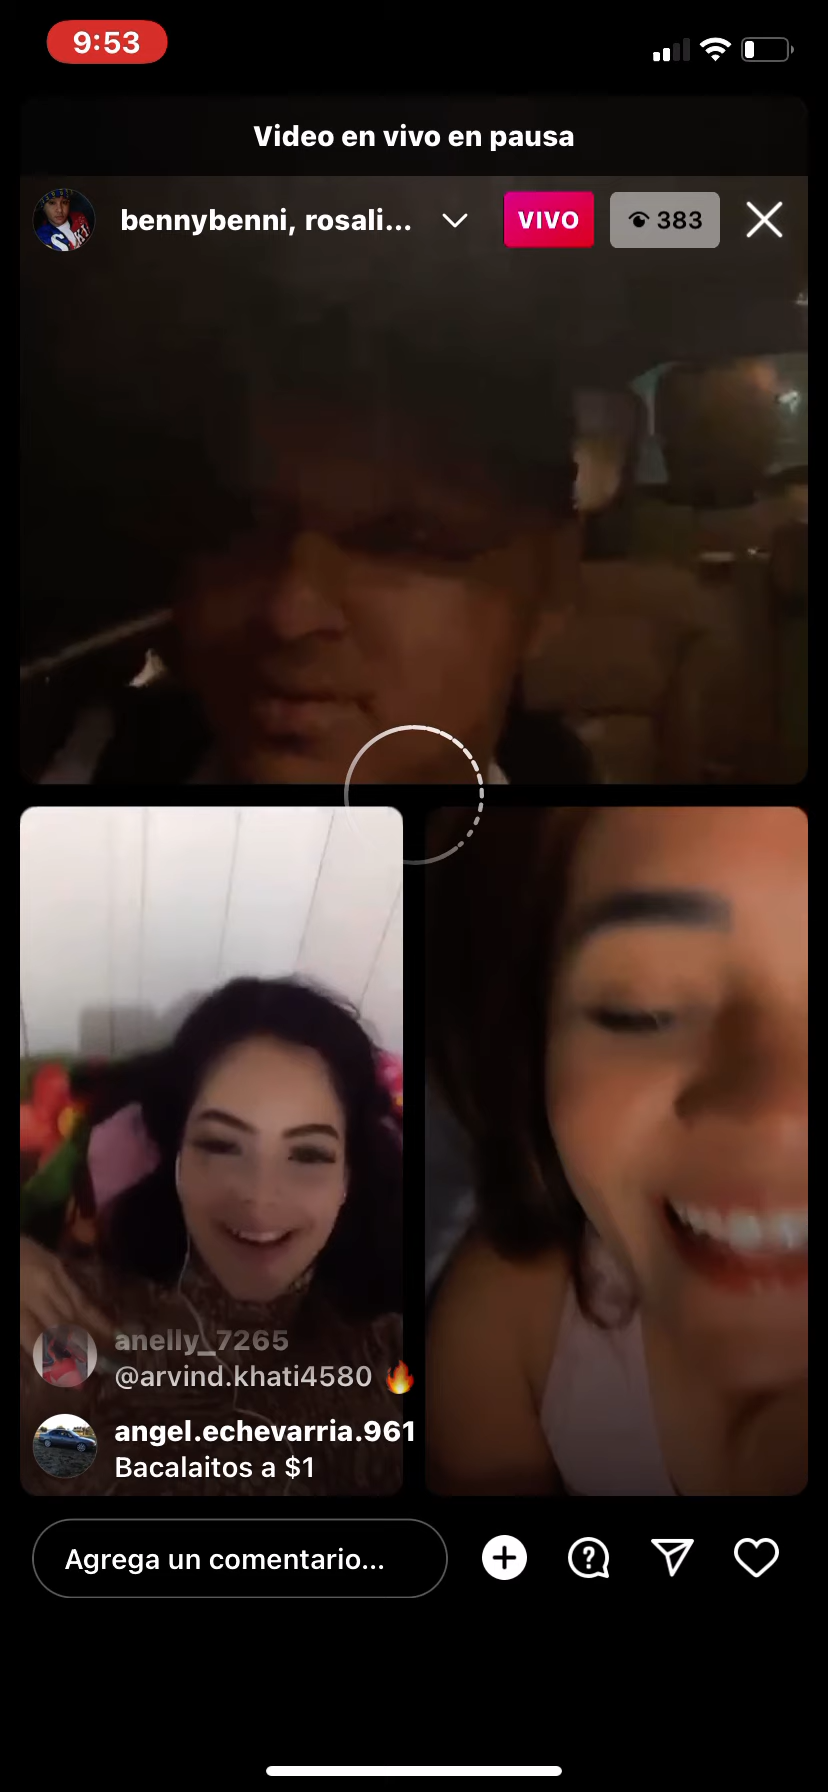 9:53
Video en vivo en pausa
bennybenni, rosali...
VIVO
383
anelly_7265
@arvind.khati4580 🔥
angel.echevarria.961
Bacalaitos a $1
Agrega un comentario...